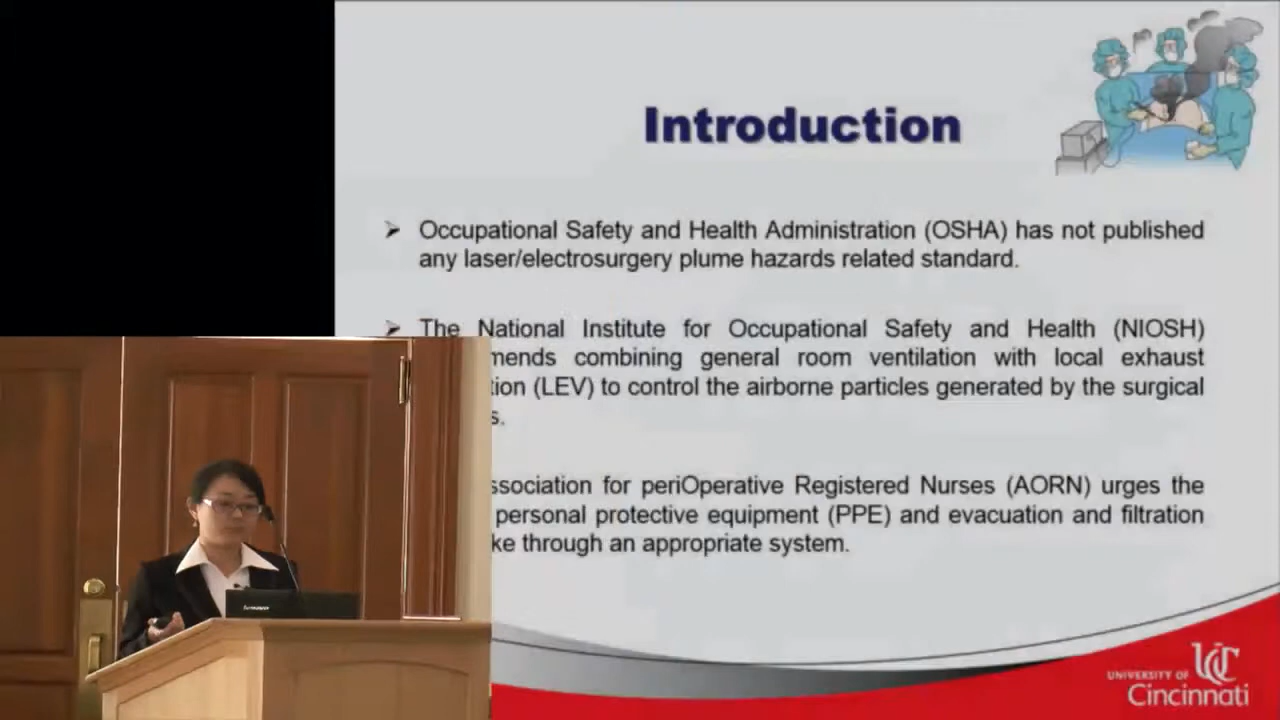 Introduction
Occupational Safety and Health Administration (OSHA) has not published
any laser/electrosurgery plume hazards related standard.
The National Institute for Occupational Safety and Health (NIOSH)
mends combining general room ventilation with local exhaust
tion (LEV) to control the airborne particles generated by the surgical
s.
ssociation for periOperative Registered Nurses (AORN) urges the
personal protective equipment (PPE) and evacuation and filtration
ke through an appropriate system.
lenovo
UNIVERSITY OF
UC
Cincinnati